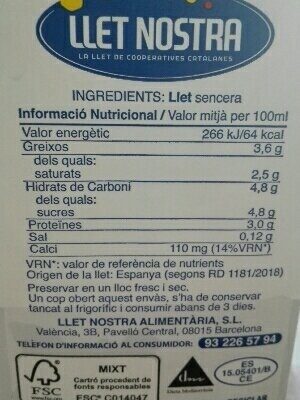 LLET NOSTRA
LA LLET DE COOPERATIVES CATALANES
INGREDIENTS: Llet sencera
Informació Nutricional / Valor mitjà per 100ml
Valor energètic 266 kJ/64 kcal
Greixos 3,6 g
dels quals:
saturats 2,5 g
Hidrats de Carboni 4,8 g
dels quals:
sucres 4,8 g
Proteïnes 3,0 g
Sal 0,12 g
Calci 110 mg (14%VRN*)
VRN*: valor de referència de nutrients
Origen de la llet: Espanya (segons RD 1181/2018)
Preservar en un lloc fresc i sec.
Un cop obert aquest envàs, s'ha de conservar
tancat al frigorífic i consumir abans de 3 dies.
LLET NOSTRA ALIMENTÀRIA, S.L.
València, 3B, Pavelló Central, 08015 Barcelona
TELÈFON D'INFORMACIÓ AL CONSUMIDOR: 93 226 57 94
FSC
MIXT
Cartró procedent de
fonts responsables
FSC® C014047
dm
Dieta Mediterrània
ES
15.05401/B
CE